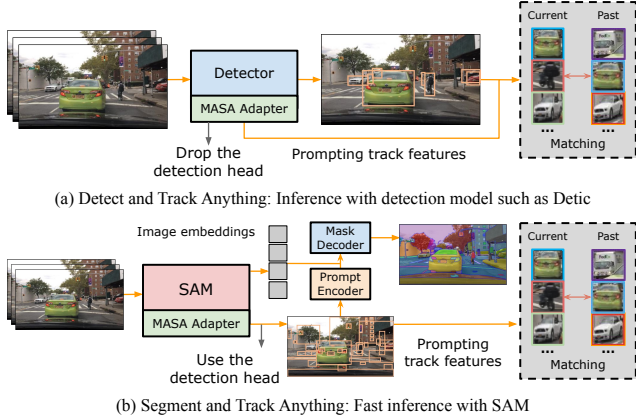 Current Past
Detector
MASA Adapter
Drop the
detection head
Prompting track features
...
...
Matching
(a) Detect and Track Anything: Inference with detection model such as Detic
Image embeddings
Mask
Decoder
Current Past
SAM
Prompt
Encoder
MASA Adapter
Use the
detection head
Prompting
track features
...
...
Matching
(b) Segment and Track Anything: Fast inference with SAM